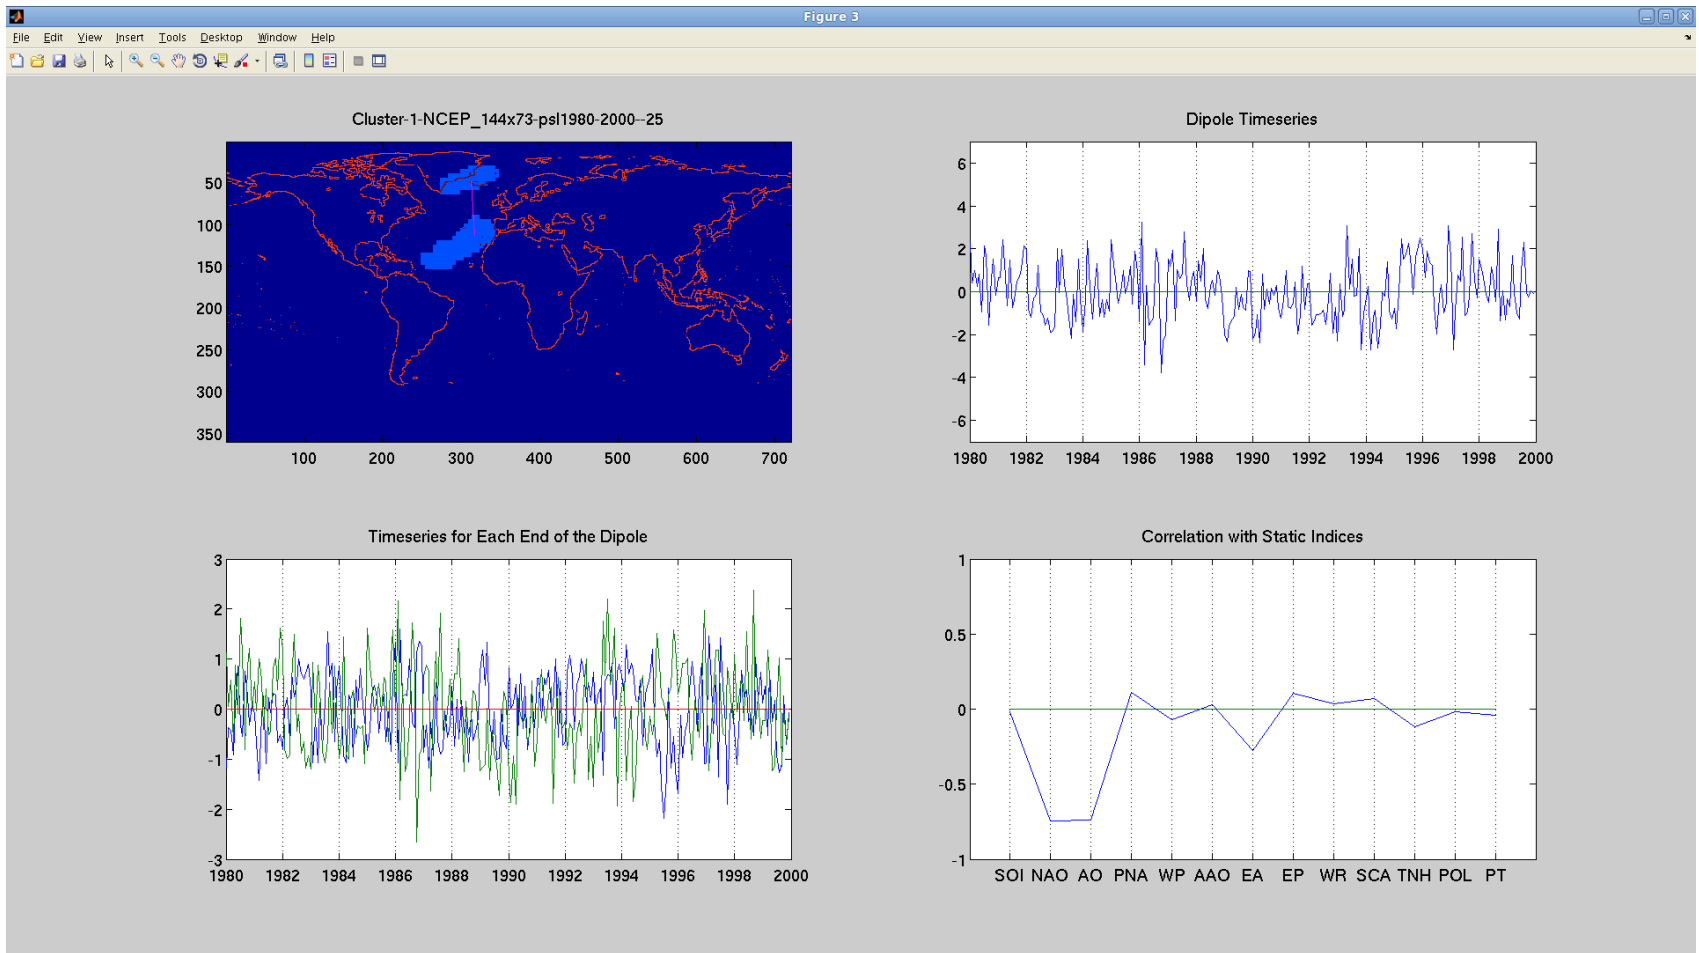 Figure 3
File Edit View Insert Tools Desktop Window Help
Cluster-1-NCEP_144x73-psl1980-2000--25
50
100
150
200
250
300
350
100 200 300 400 500 600 700
Dipole Timeseries
6
4
2
0
-2
-4
-6
1980 1982 1984 1986 1988 1990 1992 1994 1996 1998 2000
Timeseries for Each End of the Dipole
3
2
1
0
-1
-2
-3
1980 1982 1984 1986 1988 1990 1992 1994 1996 1998 2000
Correlation with Static Indices
1
0.5
0
-0.5
-1
SOI NAO AO PNA WP AAO EA EP WR SCA TNH POL PT